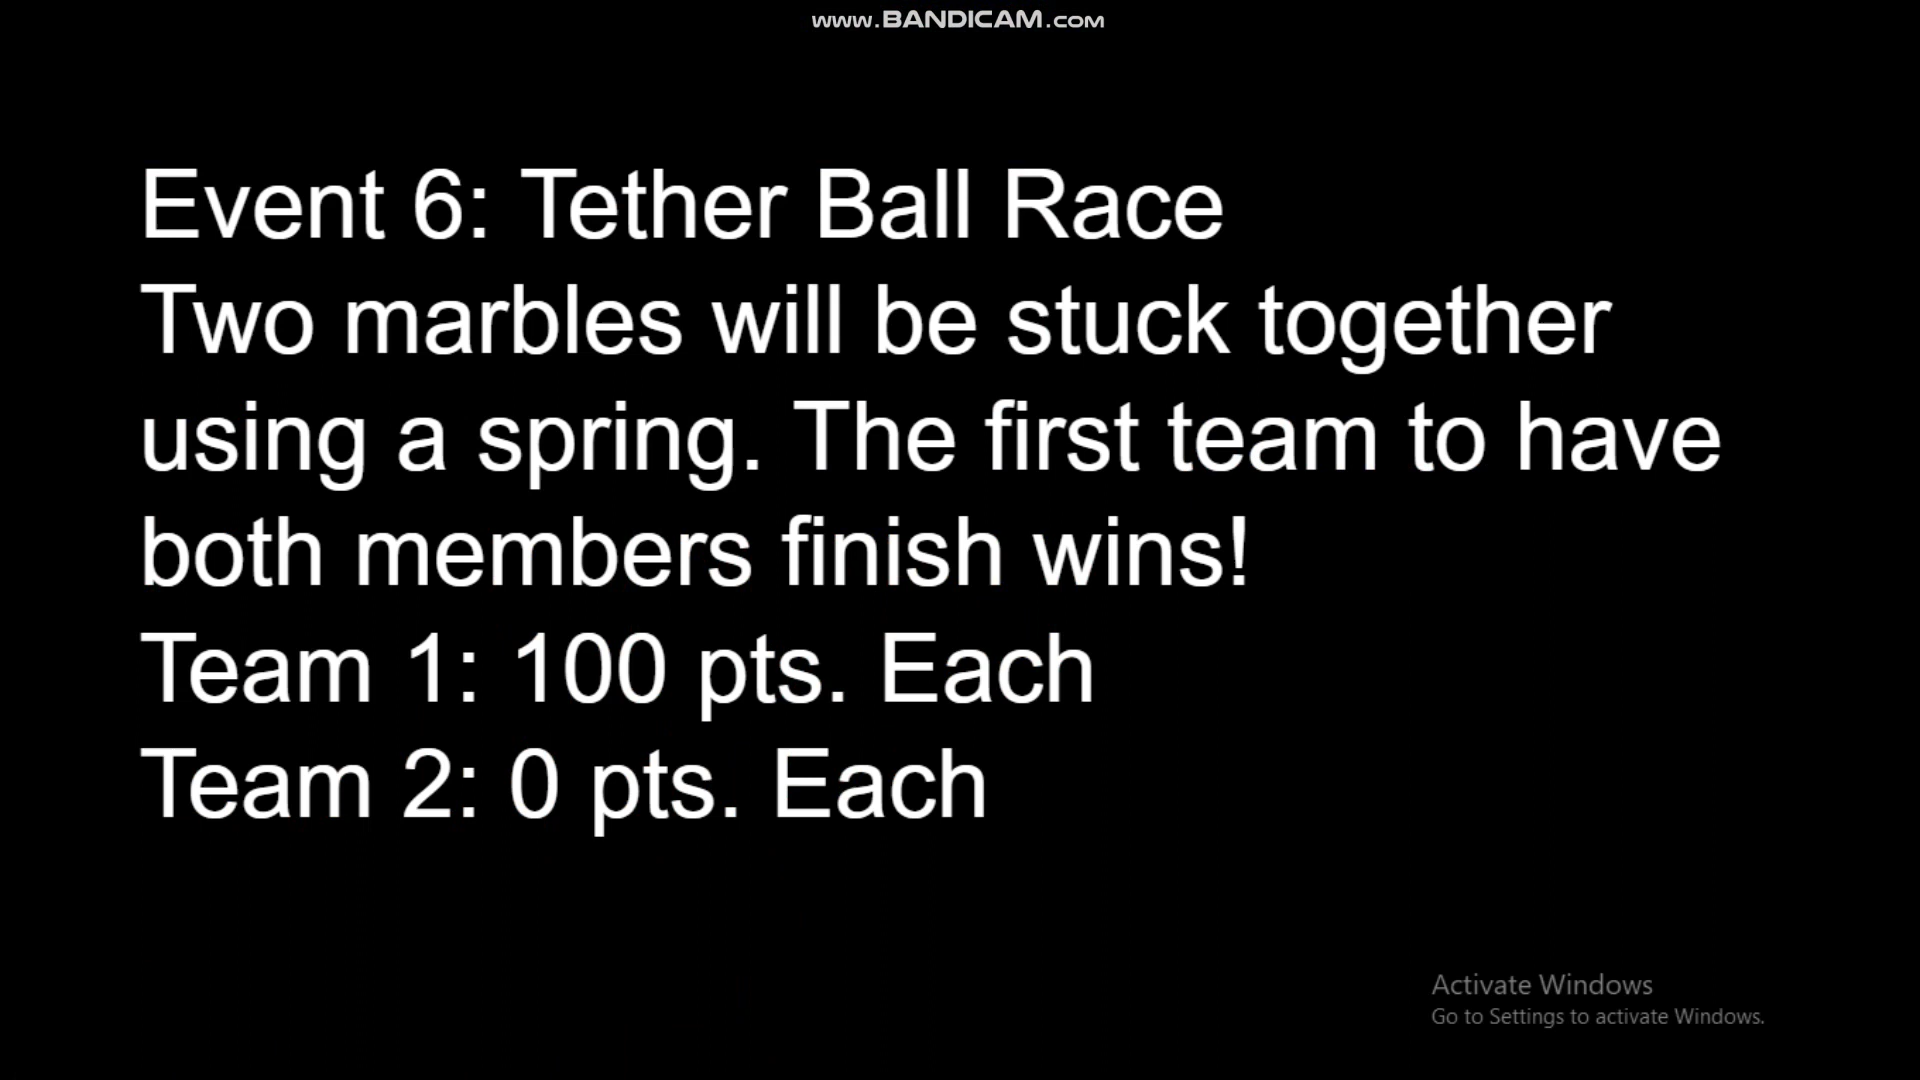 www.BANDICAM.com
Event 6: Tether Ball Race
Two marbles will be stuck together
using a spring. The first team to have
both members finish wins!
Team 1: 100 pts. Each
Team 2: 0 pts. Each
Activate Windows
Go to Settings to activate Windows.